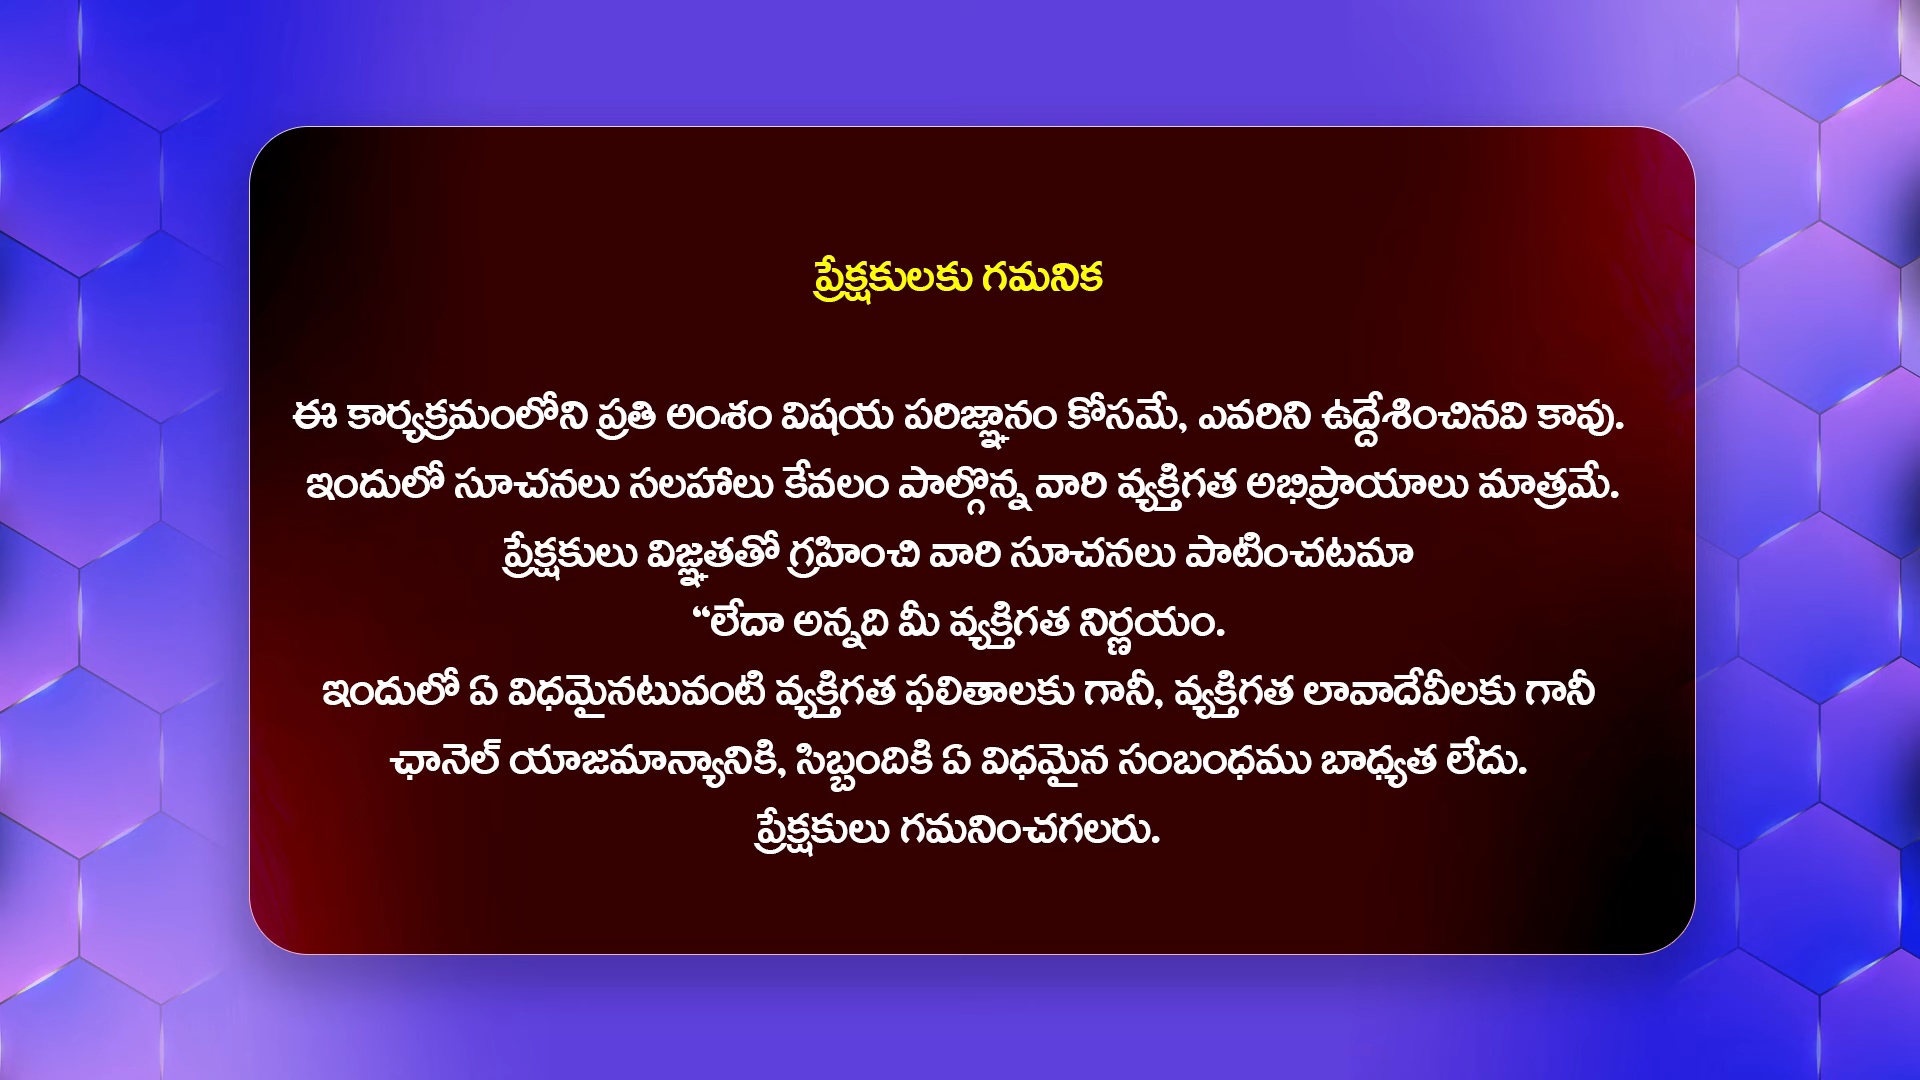 ప్రేక్షకులకు గమనిక
ఈ కార్యక్రమంలోని ప్రతి అంశం విషయ పరిజ్ఞానం కోసమే, ఎవరిని ఉద్దేశించినవి కావు.
ఇందులో సూచనలు సలహాలు కేవలం పాల్గొన్న వారి వ్యక్తిగత అభిప్రాయాలు మాత్రమే.
ప్రేక్షకులు విజ్ఞతతో గ్రహించి వారి సూచనలు పాటించటమా
“లేదా అన్నది మీ వ్యక్తిగత నిర్ణయం.
ఇందులో ఏ విధమైనటువంటి వ్యక్తిగత ఫలితాలకు గానీ, వ్యక్తిగత లావాదేవీలకు గానీ
ఛానెల్ యాజమాన్యానికి, సిబ్బందికి ఏ విధమైన సంబంధము బాధ్యత లేదు.
ప్రేక్షకులు గమనించగలరు.